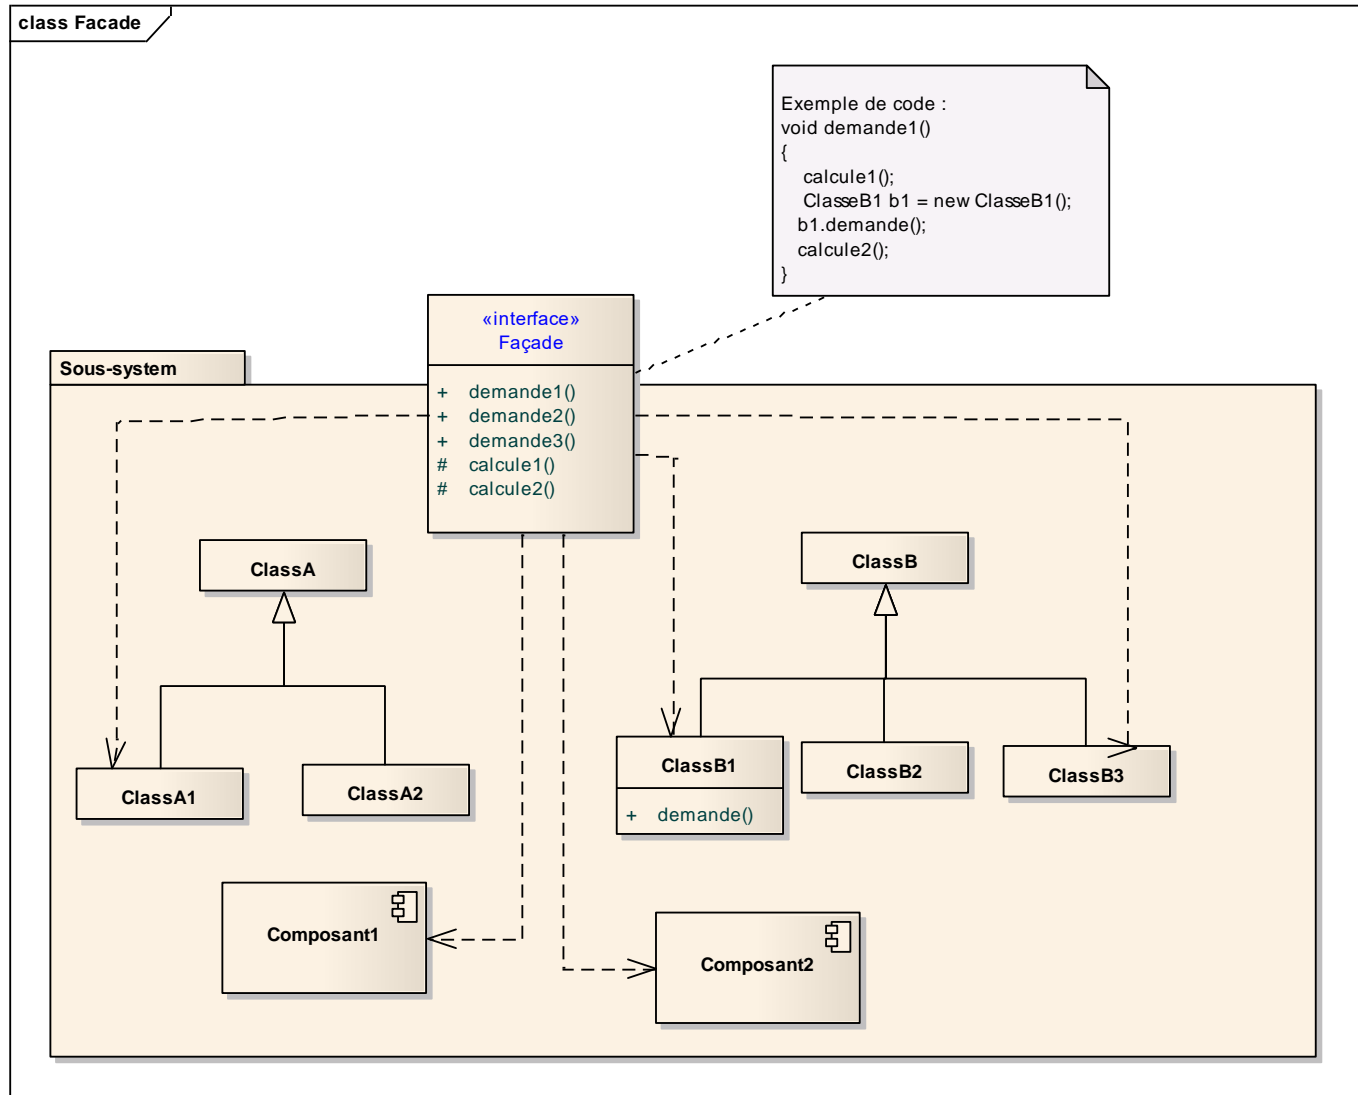 class Facade
Exemple de code :
void demande1()
{
calcule1();
ClasseB1 b1 = new ClasseB1();
b1.demande();
calcule2();
}
«interface»
Façade
Sous-system
+ demande1()
+ demande2()
+ demande3()
# calcule1()
# calcule2()
ClassA
ClassB
ClassA1
ClassA2
ClassB1
+ demande()
ClassB2
ClassB3
Composant1
Composant2